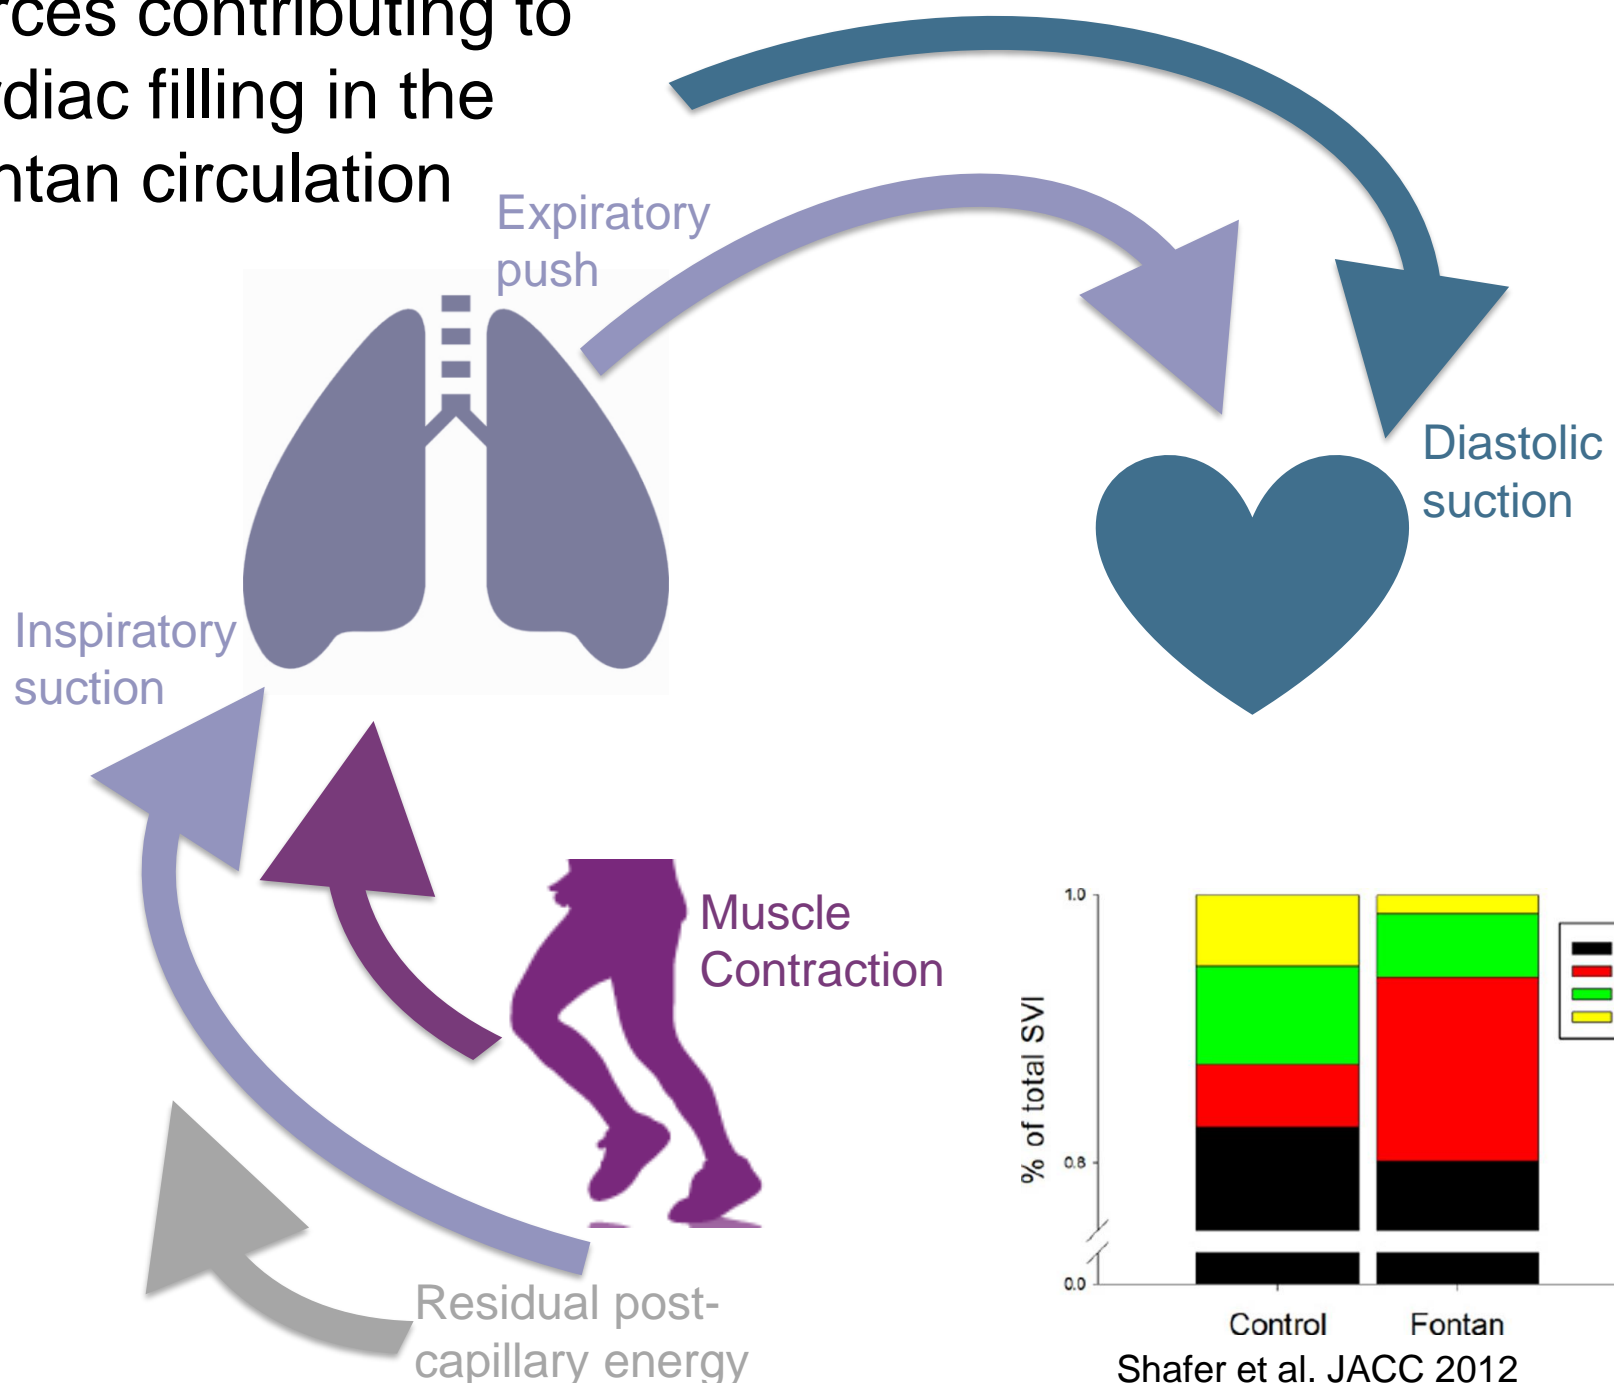 rces contributing to
diac filling in the
ntan circulation
Expiratory
push
Diastolic
suction
Inspiratory
suction
Muscle
Contraction
Residual post-
capillary energy
% of total SVI
1.0
0.8
0.0
Control Fontan
Shafer et al. JACC 2012